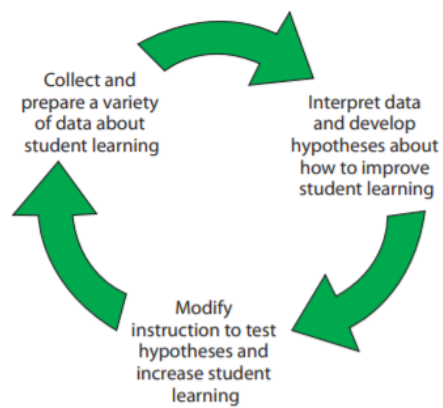 Collect and
prepare a variety
of data about
student learning
Interpret data
and develop
hypotheses about
how to improve
student learning
Modify
instruction to test
hypotheses and
increase student
learning